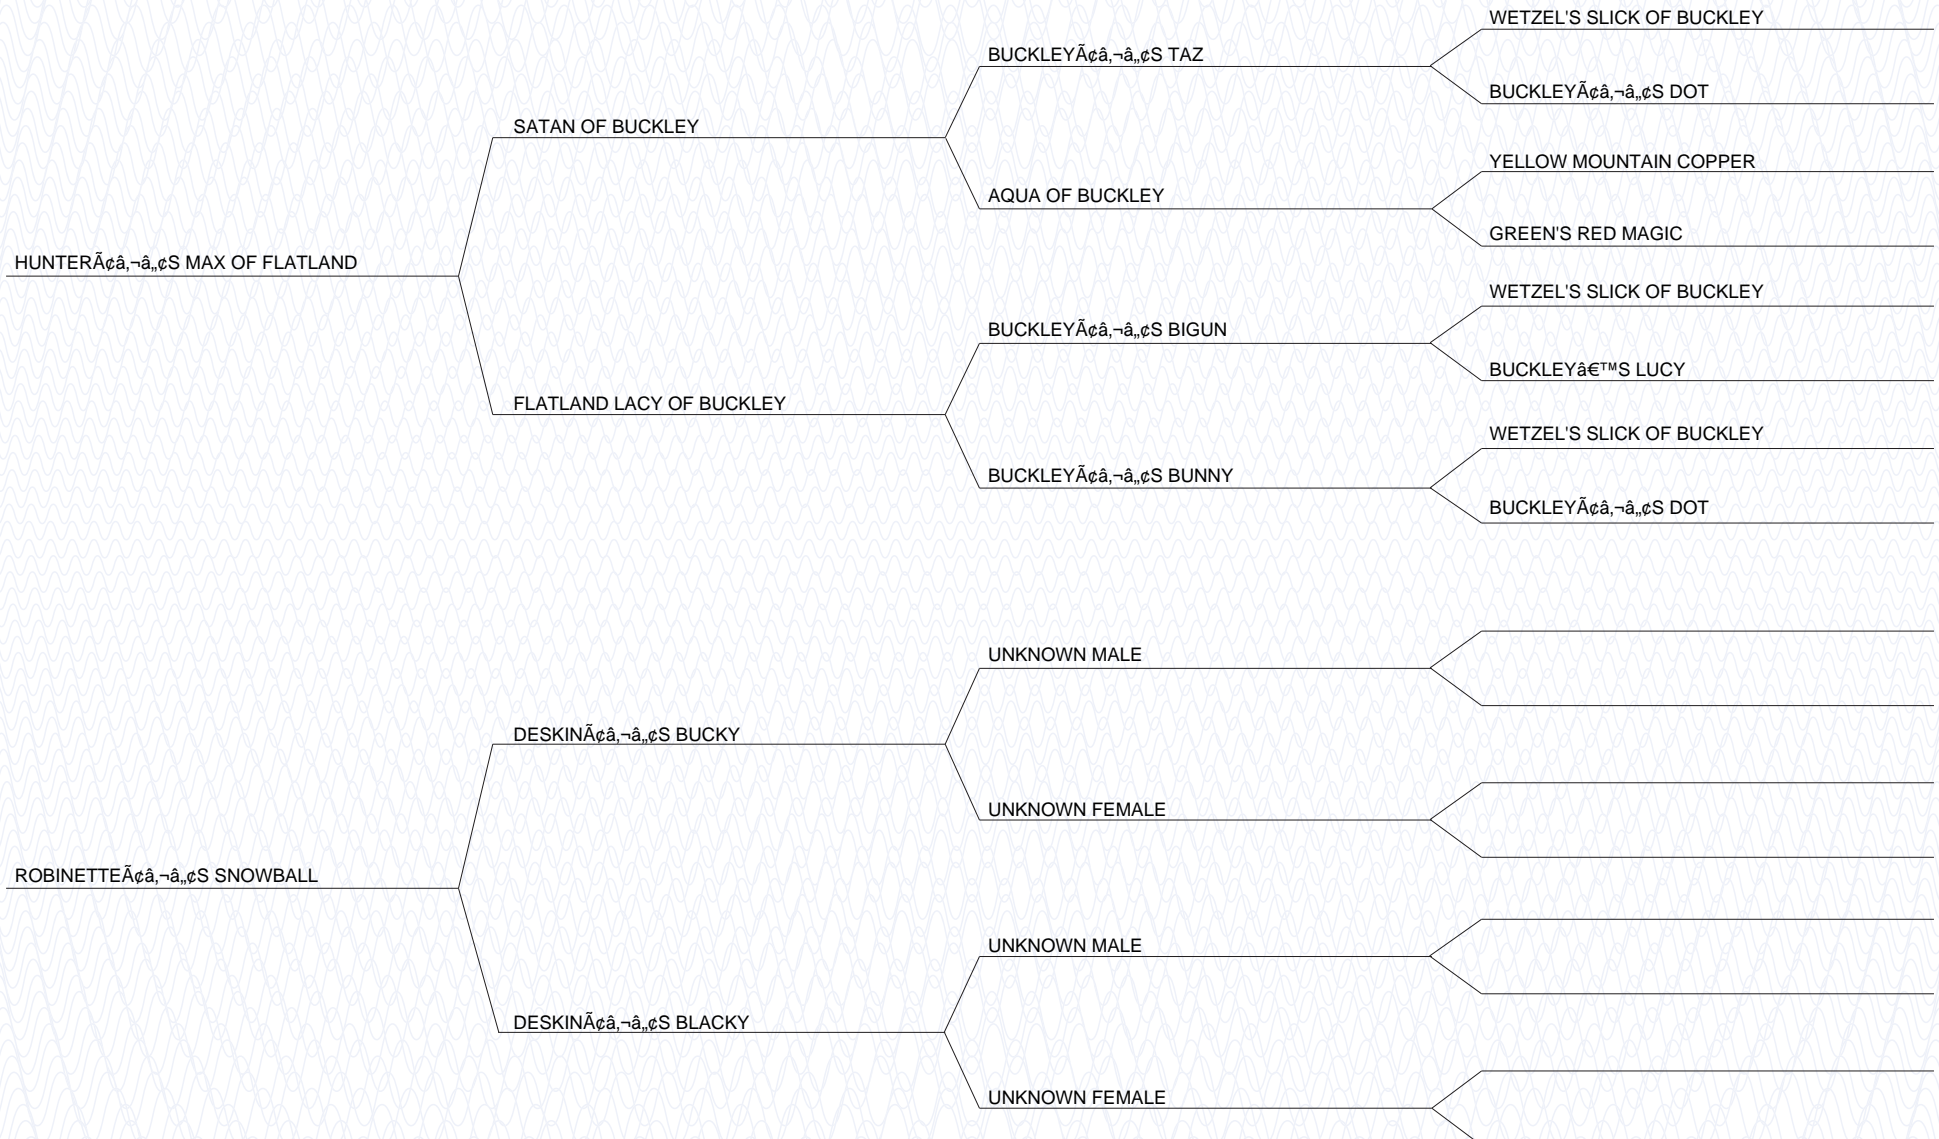 WETZEL'S SLICK OF BUCKLEY
BUCKLEYÃ¢â‚¬â„¢S TAZ
BUCKLEYÃ¢â‚¬â„¢S DOT
SATAN OF BUCKLEY
YELLOW MOUNTAIN COPPER
AQUA OF BUCKLEY
GREEN'S RED MAGIC
HUNTERÃ¢â‚¬â„¢S MAX OF FLATLAND
WETZEL'S SLICK OF BUCKLEY
BUCKLEYÃ¢â‚¬â„¢S BIGUN
BUCKLEYâ€™S LUCY
FLATLAND LACY OF BUCKLEY
WETZEL'S SLICK OF BUCKLEY
BUCKLEYÃ¢â‚¬â„¢S BUNNY
BUCKLEYÃ¢â‚¬â„¢S DOT
UNKNOWN MALE
DESKINÃ¢â‚¬â„¢S BUCKY
UNKNOWN FEMALE
ROBINETTEÃ¢â‚¬â„¢S SNOWBALL
UNKNOWN MALE
DESKINÃ¢â‚¬â„¢S BLACKY
UNKNOWN FEMALE